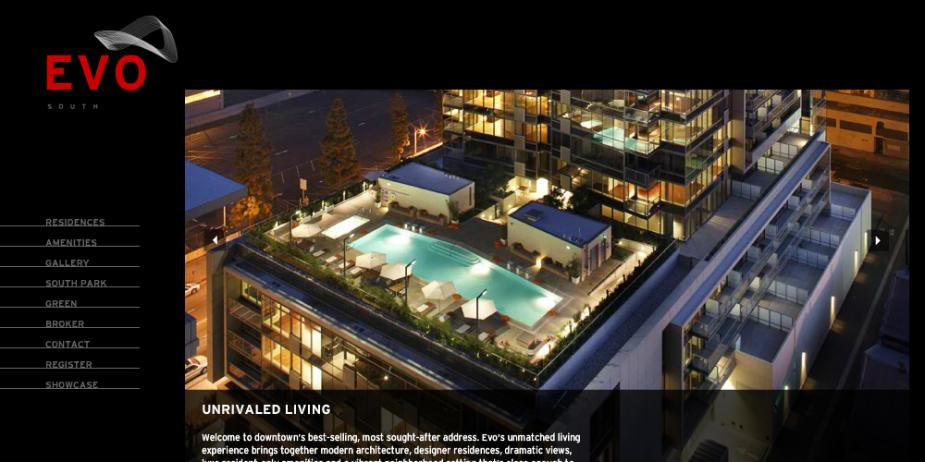 EVO
SOUTH
RESIDENCES
AMENITIES
GALLERY
SOUTH PARK
GREEN
BROKER
CONTACT
REGISTER
SHOWCASE
UNRIVALED LIVING
Welcome to downtown's best-selling, most sought-after address. Evo's unmatched living
experience brings together modern architecture, designer residences, dramatic views,